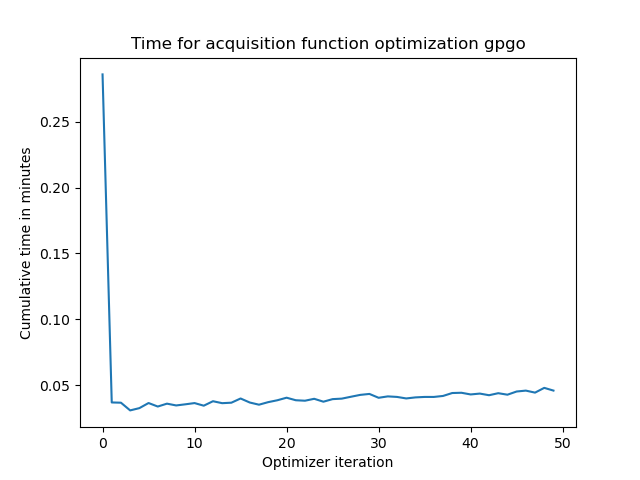 Time for acquisition function optimization gpgo
Cumulative time in minutes
0.25
0.20
0.15
0.10
0.05
0 10 20 30 40 50
Optimizer iteration